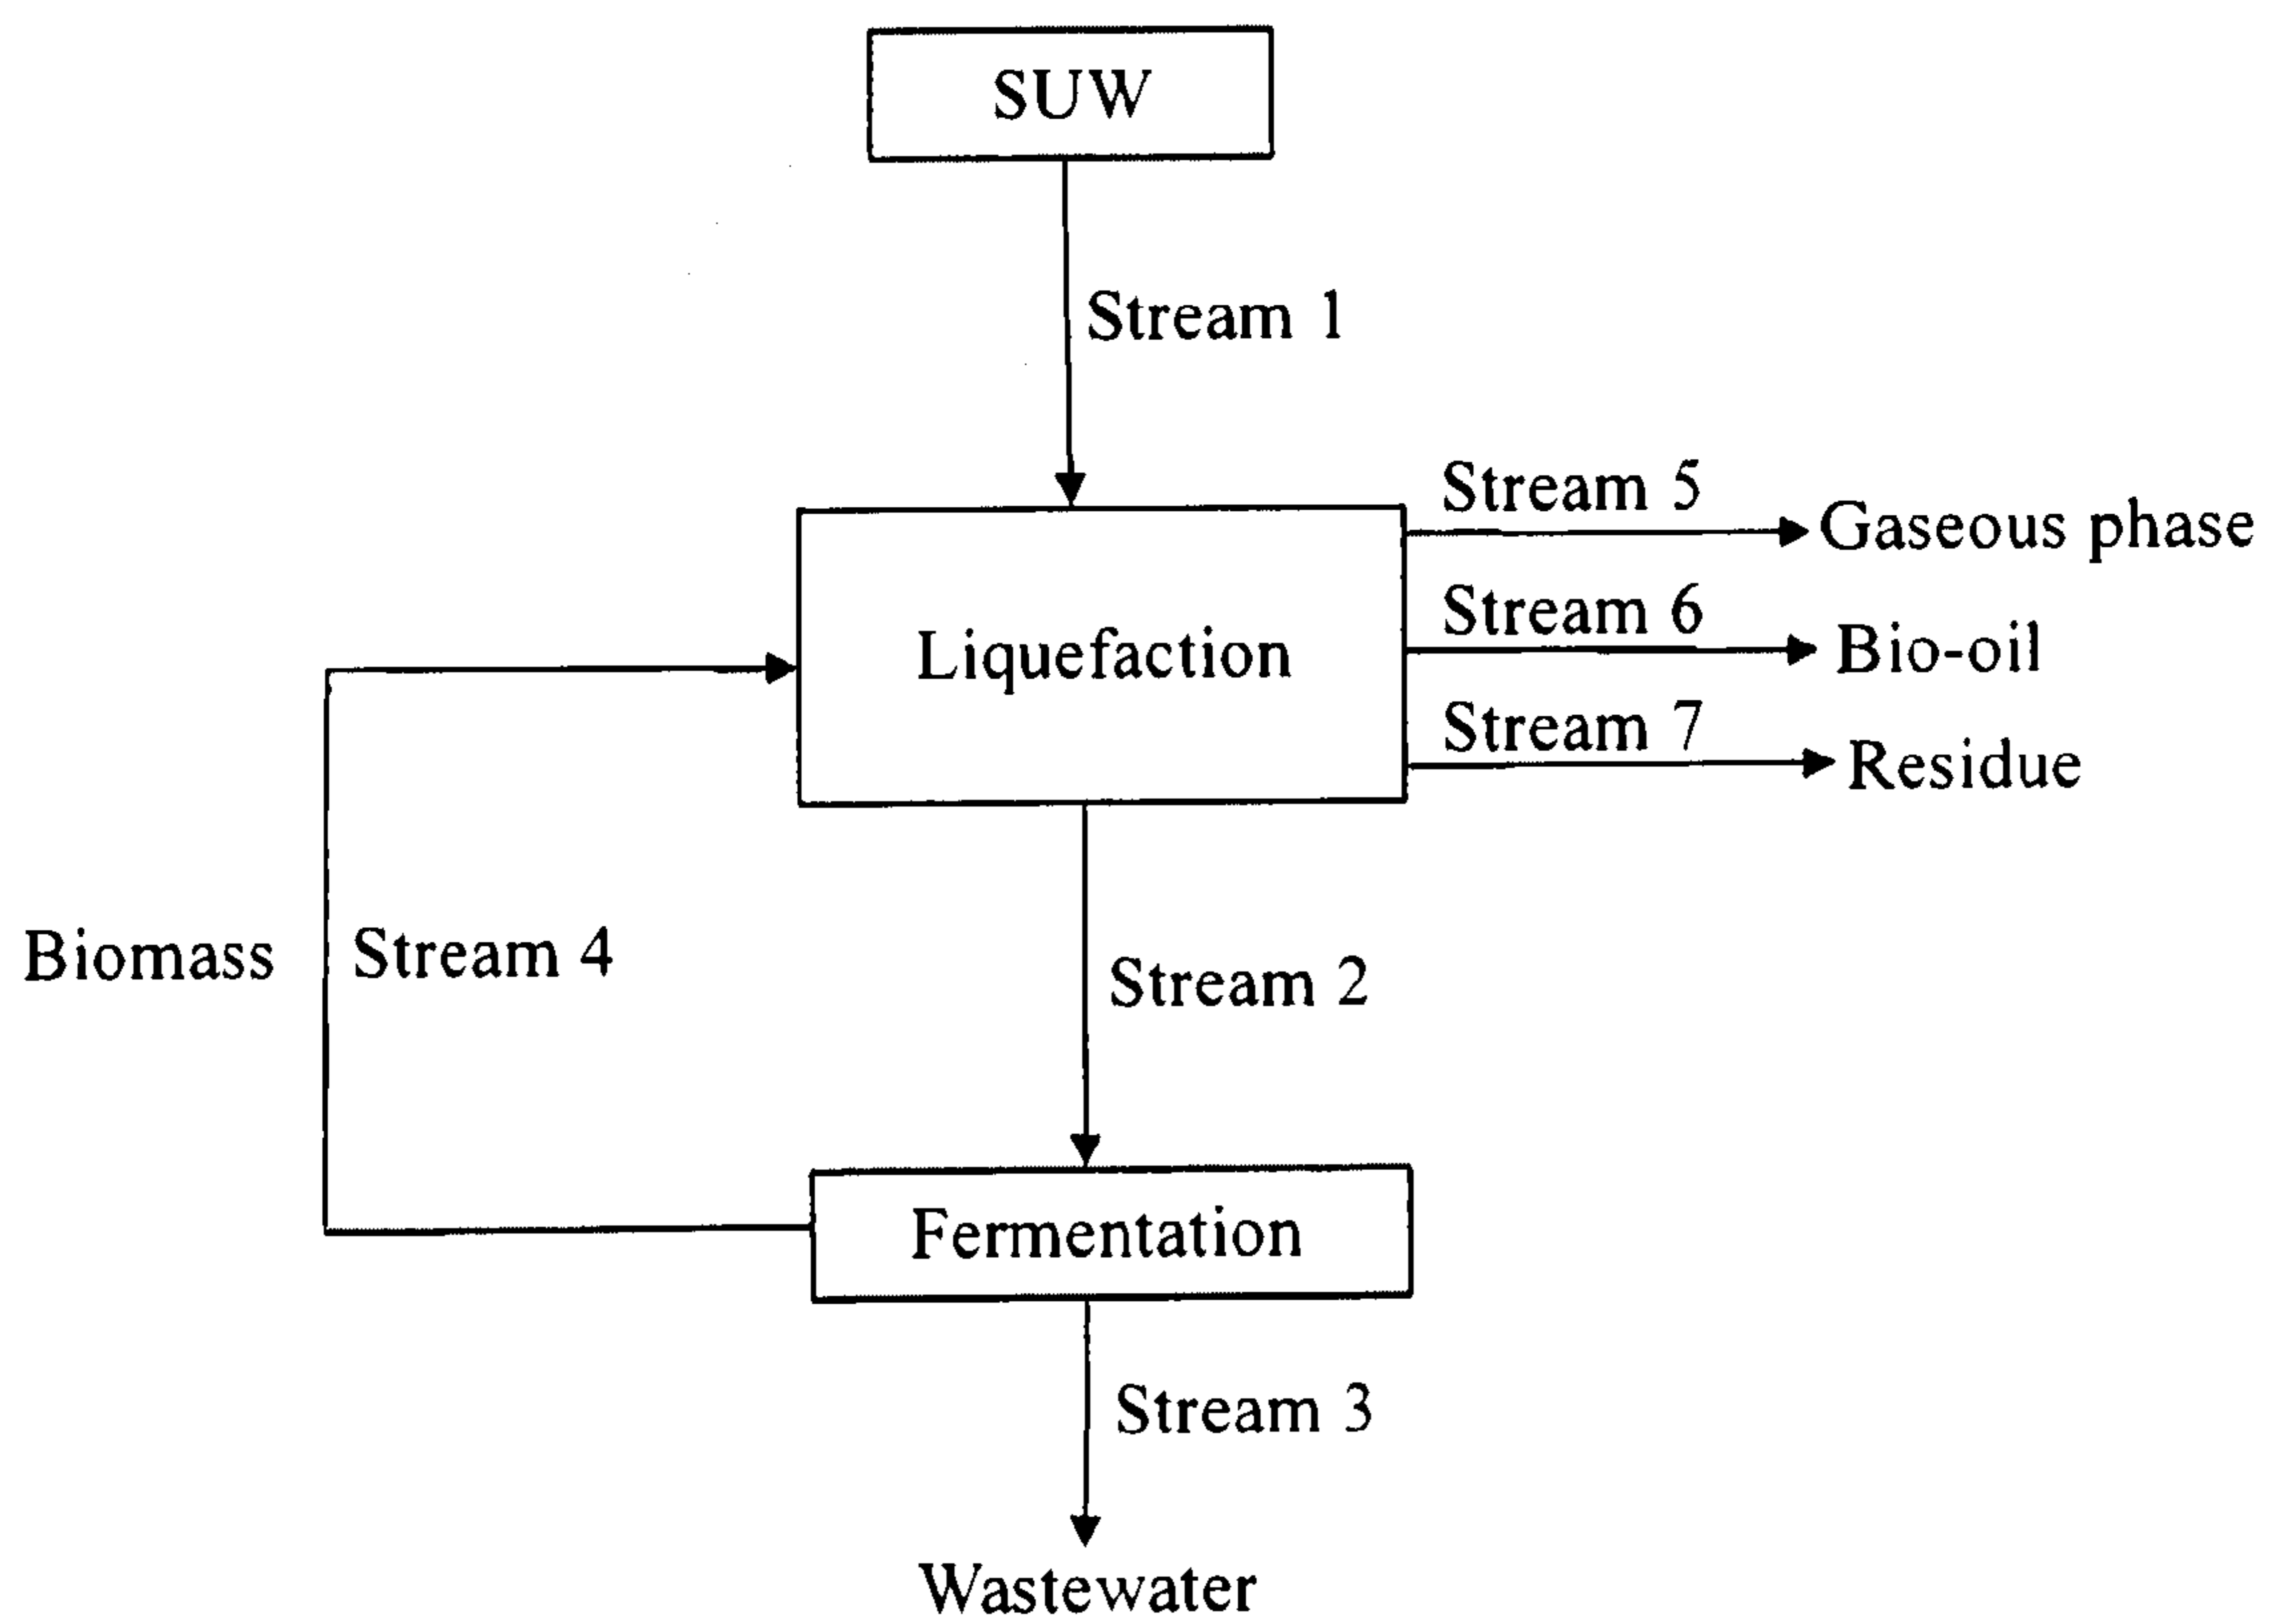 SUW
Stream 1
Stream 5
Gaseous phase
Stream 6
Liquefaction
Bio-oil
Stream 7
Residue
Biomass
Stream 4
Stream 2
Fermentation
Stream 3
Wastewater